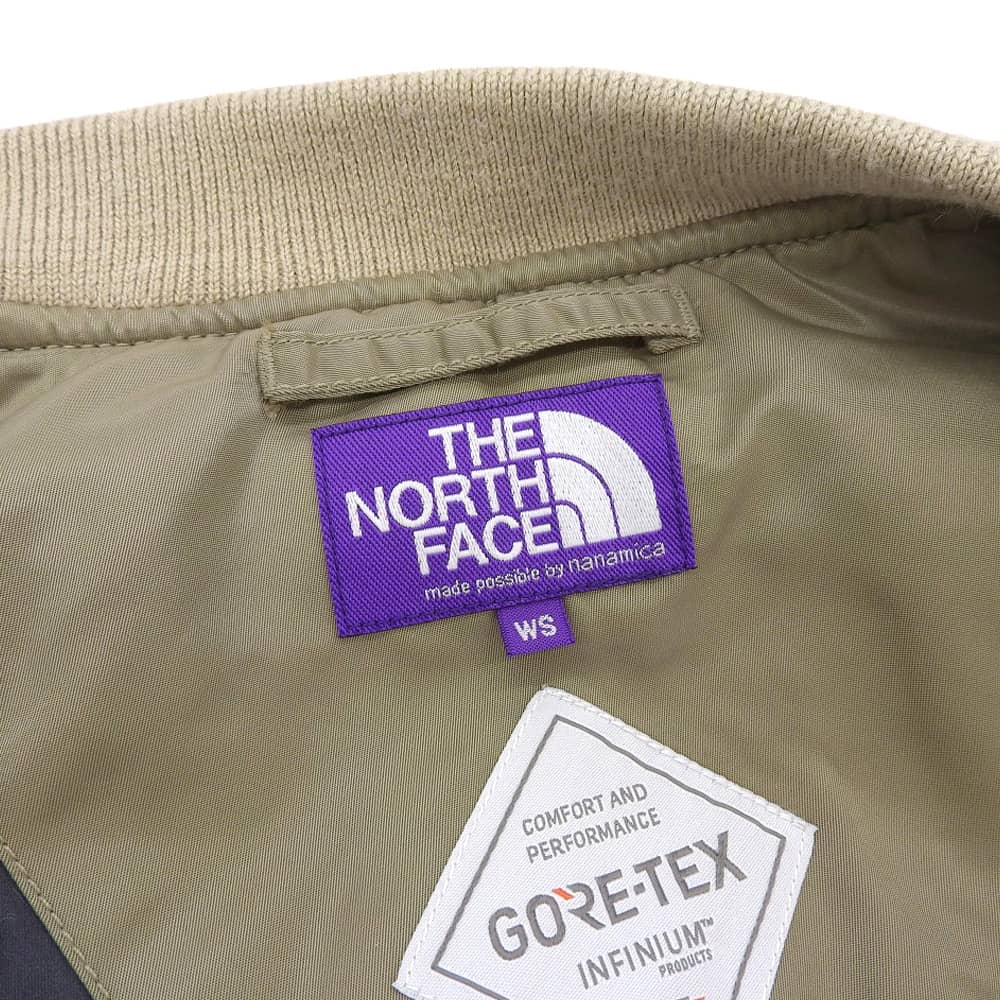 THE
NORTH
FACE
made possible by nanamica
WS
COMFORT AND
PERFORMANCE
GORE-TEX
INFINIUM™
PRODUCTS